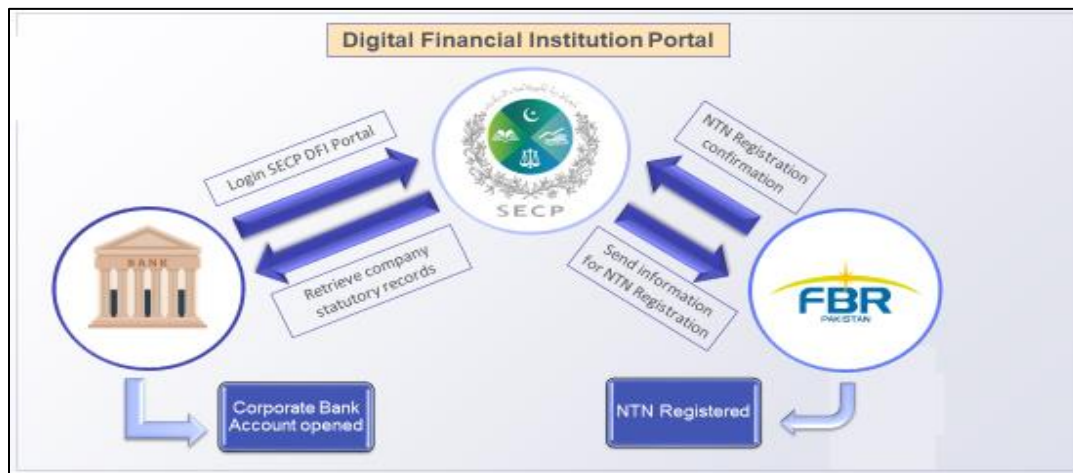 Digital Financial Institution Portal
Login SECP DFI Portal
NTN Registration
confirmation
SECP
BANK
Retrieve company
statutory records
Send information
for NTN Registration
FBR
PAKISTAN
Corporate Bank
Account opened
NTN Registered